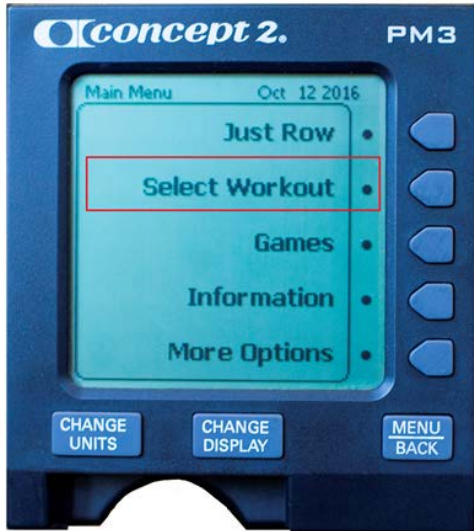 concept 2.
PM3
Main Menu Oct 12 2016
Just Row
Select Workout
Games
Information
More Options
CHANGE UNITS
CHANGE DISPLAY
MENU
BACK